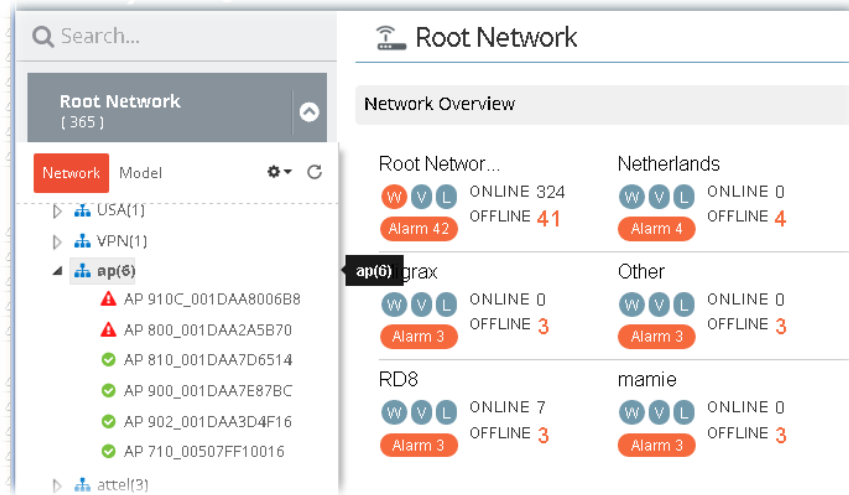 Search...
Root Network
( 365 )
Network Model
USA(1)
VPN(1)
ap(6)
AP 910C_001DAA8006B8
AP 800_001DAA2A5B70
AP 810_001DAA7D6514
AP 900_001DAA7E87BC
AP 902_001DAA3D4F16
AP 710_00507FF10016
attel(3)
ap(6)
Root Network
Network Overview
Root Networ...
W V L ONLINE 324
OFFLINE 41
Alarm 42
Netherlands
W V L ONLINE 0
OFFLINE 4
Alarm 4
grax
W V L ONLINE 0
OFFLINE 3
Alarm 3
Other
W V L ONLINE 0
OFFLINE 3
Alarm 3
RD8
W V L ONLINE 7
OFFLINE 3
Alarm 3
mamie
W V L ONLINE 0
OFFLINE 3
Alarm 3